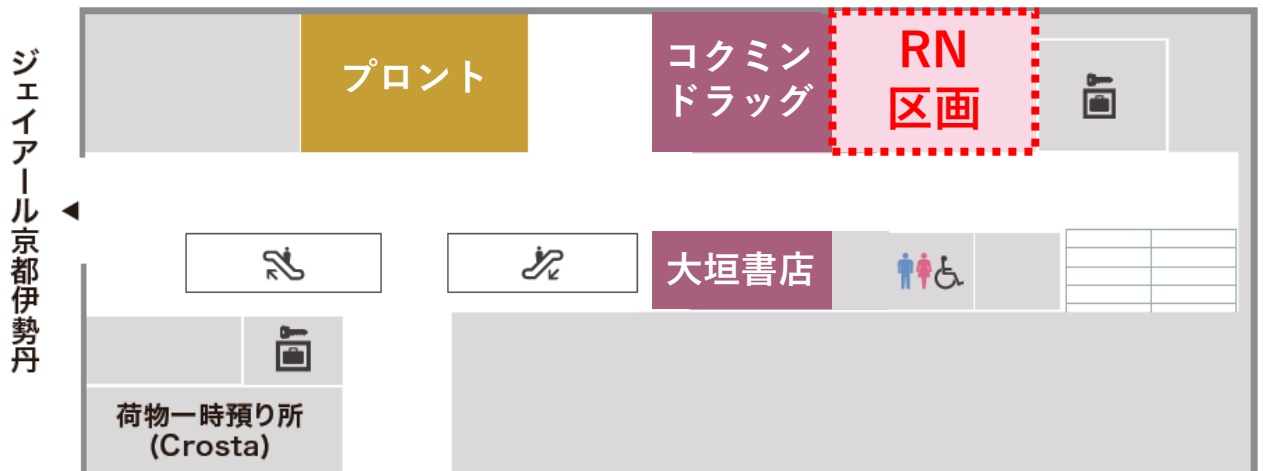 ジェイアール京都伊勢丹
プロント
コクミン
ドラッグ
RN
区画
大垣書店
荷物一時預り所
(Crosta)